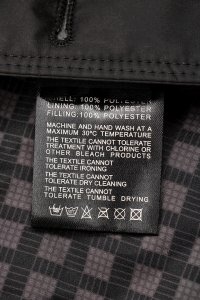 SHELL: 100% POLYESTER
LINING: 100% POLYESTER
FILLING: 100% POLYESTER
MACHINE AND HAND WASH AT A
MAXIMUM 30°C TEMPERATURE
THE TEXTILE CANNOT TOLERATE
TREATMENT WITH CHLORINE OR
OTHER BLEACH PRODUCTS
THE TEXTILE CANNOT
TOLERATE IRONING
THE TEXTILE CANNOT
TOLERATE DRY CLEANING
THE TEXTILE CANNOT
TOLERATE TUMBLE DRYING